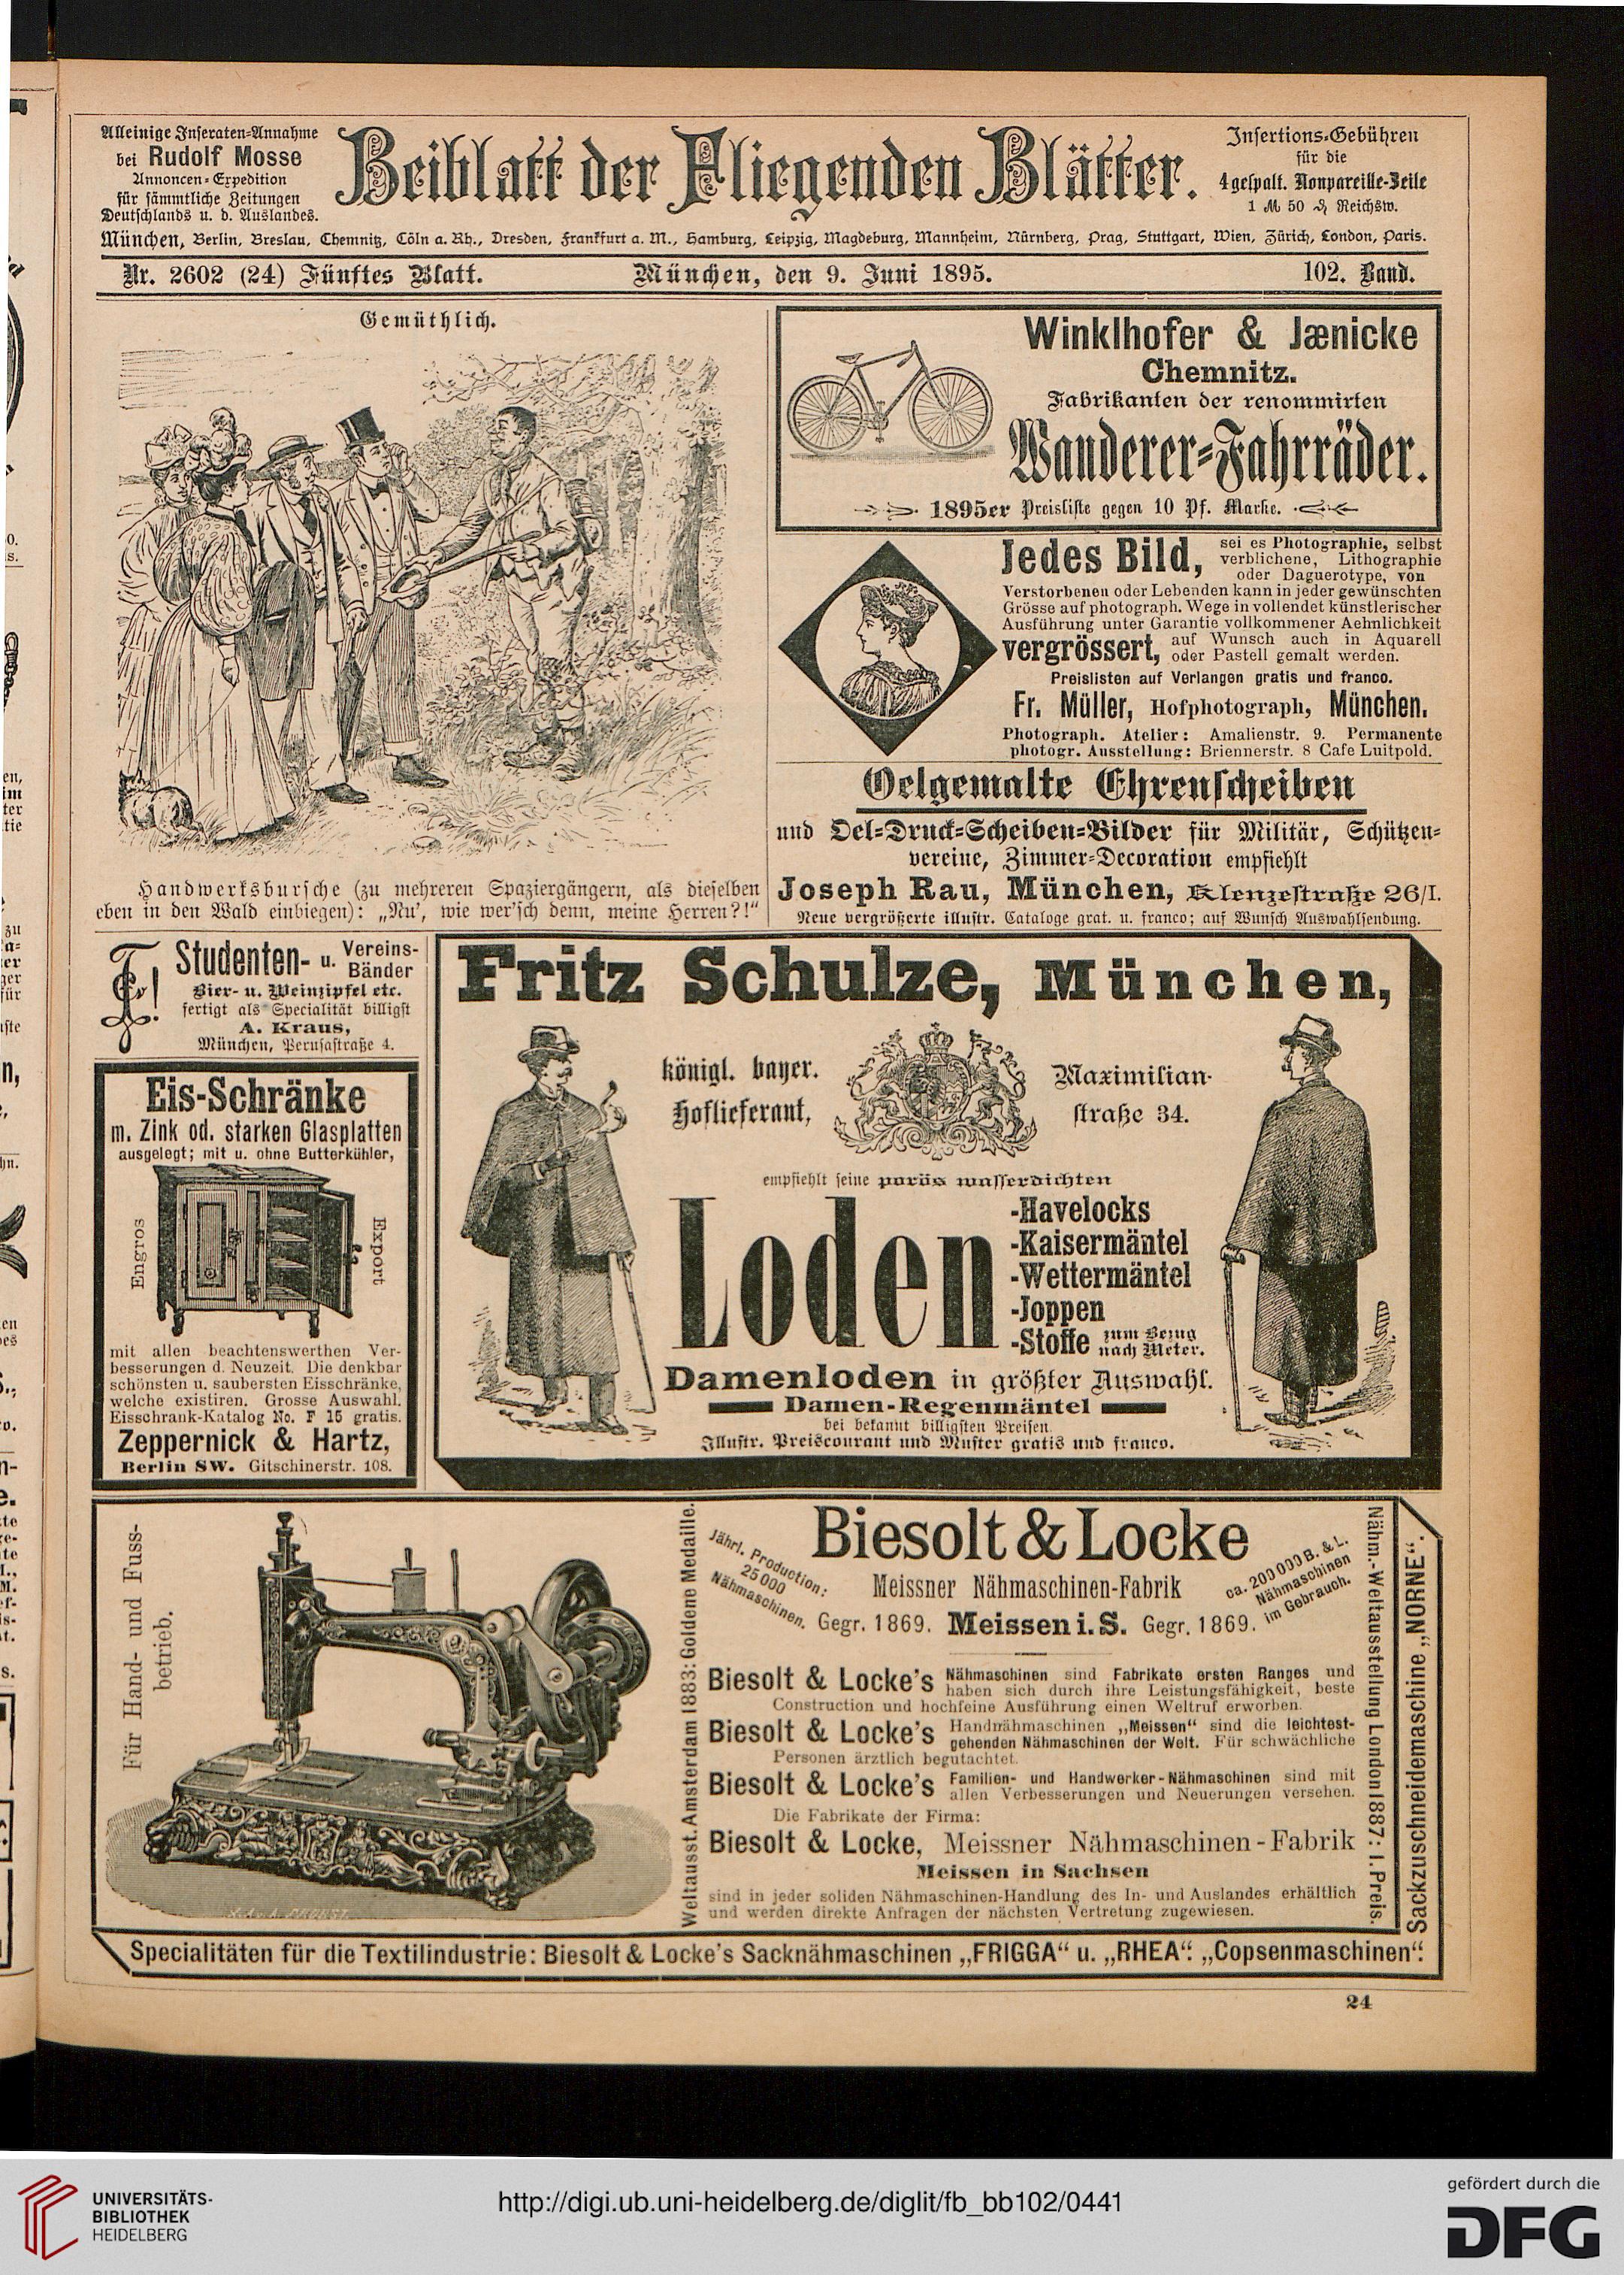 Alleinige Inseraten-Annahme
bei Rudolf Mosse
Annoncen-Expedition
für sämmtliche Zeitungen
Deutschlands u. d. Auslandes.
Beiblatt der Fliegenden Blätter.
Insertions-Gebühren
für die
4 gespalt. Nonpareille-Zeile
1 M 50 ₰ Reichsw.
München, Berlin, Breslau, Chemnitz, Cöln a. Rh., Dresden, Frankfurt a. M., Hamburg, Leipzig, Magdeburg, Mannheim, Nürnberg, Prag, Stuttgart, Wien, Zürich, London, Paris.
Nr. 2602 (24) Fünftes Blatt. München, den 9. Juni 1895. 102. Band.
Gemüthlich.
Handwerksbursche (zu mehreren Spaziergängern, als dieselben
eben in den Wald einbiegen): „Nu', wie wer'sch denn, meine Herren?!“
Winklhofer & Jænicke
Chemnitz.
Fabrikanten der renommirten
Wanderer-Fahrräder.
1895er Preisliste gegen 10 Pf. Marke.
Jedes Bild, sei es Photographie, selbst
verblichene, Lithographie
oder Daguerotype, von
Verstorbenen oder Lebenden kann in jeder gewünschten
Grösse auf photograph. Wege in vollendet künstlerischer
Ausführung unter Garantie vollkommener Aehnlichkeit
vergrössert, auf Wunsch auch in Aquarell
oder Pastell gemalt werden.
Preislisten auf Verlangen gratis und franco.
Fr. Müller, Hofphotograph, München.
Photograph. Atelier: Amalienstr. 9. Permanente
photogr. Ausstellung: Briennerstr. 8 Cafe Luitpold.
Oelgemalte Ehrenscheiben
und Oel-Druck-Scheiben-Bilder für Militär, Schützen-
vereine, Zimmer-Decoration empfiehlt
Joseph Rau, München, Klenzestraße 26/I.
Neue vergrößerte illustr. Cataloge grat. u. franco; auf Wunsch Auswahlsendung.
Studenten- u. Vereins-
Bänder
Bier- u. Weinzipfel etc.
fertigt als Specialität billigst
A. Kraus,
München, Perusastraße 4.
Eis-Schränke
m. Zink od. starken Glasplatten
ausgelegt; mit u. ohne Butterkühler,
Engros
Export
mit allen beachtenswerthen Ver-
besserungen d. Neuzeit. Die denkbar
schönsten u. saubersten Eisschränke,
welche existiren. Grosse Auswahl.
Eisschrank-Katalog No. F 15 gratis.
Zeppernick & Hartz,
Berlin SW. Gitschinerstr. 108.
Fritz Schulze, München,
königl. bayer.
Hoflieferant,
Maximilian-
straße 34.
empfiehlt seine porös wasserdichten
Loden
-Havelocks
-Kaisermäntel
-Wettermäntel
-Joppen
-Stoffe zum Bezug
nach Meter.
Damenloden in größter Auswahl.
Damen-Regenmäntel
bei bekannt billigsten Preisen.
Illustr. Preiscourant und Muster gratis und franco.
Für Hand- und Fuss-
betrieb.
Weltausst. Amsterdam 1883: Goldene Medaille.
Biesolt & Locke
Jährl. Production:
25000
Nähmaschinen.
Meissner Nähmaschinen-Fabrik
ca. 200 000 B. & L.
Nähmaschinen
im Gebrauch.
Gegr. 1869. Meissen i. S. Gegr. 1869.
Biesolt & Locke's Nähmaschinen sind Fabrikate ersten Ranges und
haben sich durch ihre Leistungsfähigkeit, beste
Construction und hochfeine Ausführung einen Weltruf erworben.
Biesolt & Locke's Handnähmaschinen „Meissen“ sind die leichtest-
gehenden Nähmaschinen der Welt. Für schwächliche
Personen ärztlich begutachtet.
Biesolt & Locke's Familien- und Handwerker-Nähmaschinen sind mit
allen Verbesserungen und Neuerungen versehen.
Die Fabrikate der Firma:
Biesolt & Locke, Meissner Nähmaschinen-Fabrik
Meissen in Sachsen
sind in jeder soliden Nähmaschinen-Handlung des In- und Auslandes erhältlich
und werden direkte Anfragen der nächsten Vertretung zugewiesen.
Nähm.-Weltausstellung London 1887: I. Preis.
Sackzuschneidemaschine „NORNE“.
Specialitäten für die Textilindustrie: Biesolt & Locke's Sacknähmaschinen „FRIGGA“ u. „RHEA“. „Copsenmaschinen“.
24
UNIVERSITÄTS-
BIBLIOTHEK
HEIDELBERG
http://digi.ub.uni-heidelberg.de/diglit/fb_bb102/0441
gefördert durch die
DFG